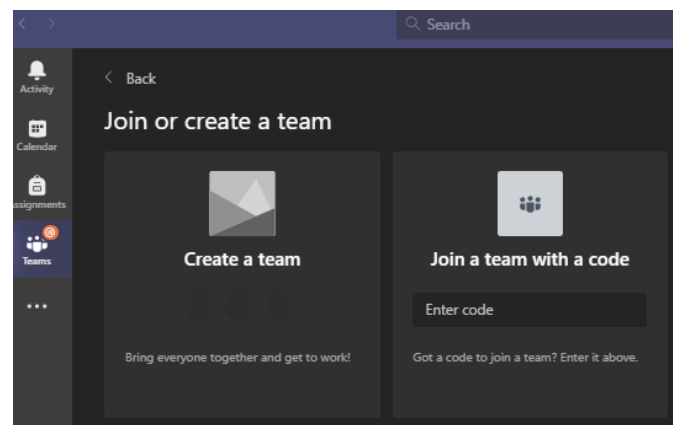 Search
Activity
Calendar
ssignments
Teams
Back
Join or create a team
Create a team
Bring everyone together and get to work!
Join a team with a code
Enter code
Got a code to join a team? Enter it above.